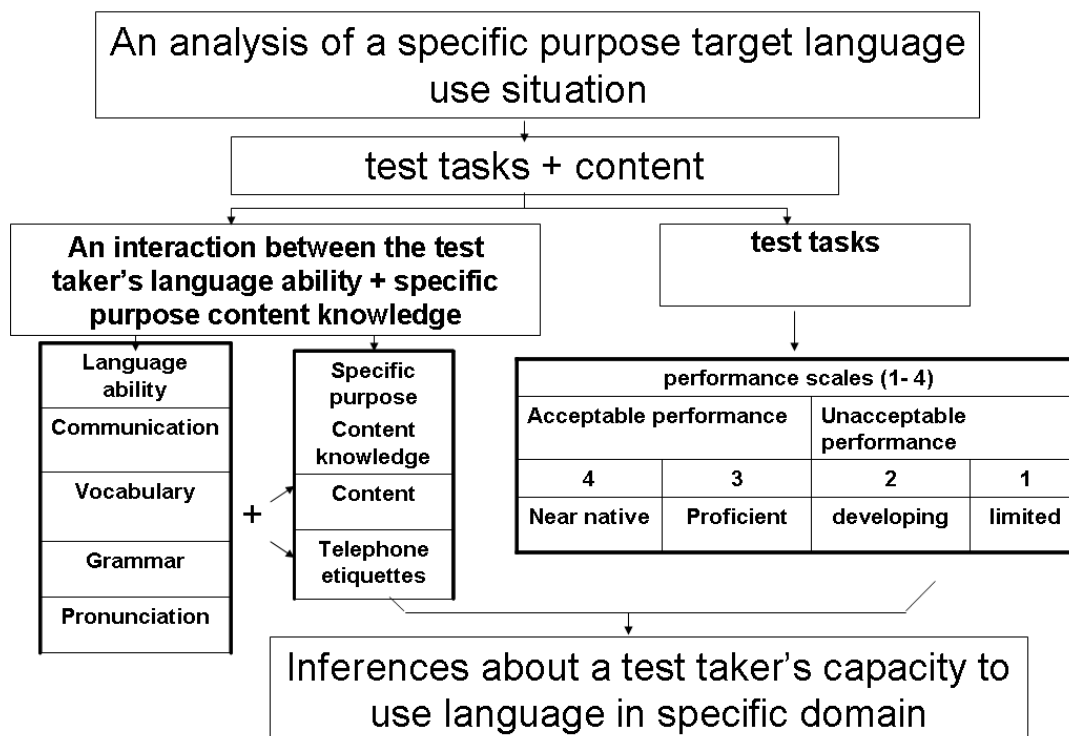 An analysis of a specific purpose target language
use situation
test tasks + content
An interaction between the test
taker's language ability + specific
purpose content knowledge
test tasks
Language
ability
Communication
Vocabulary
Grammar
Pronunciation
+
Specific
purpose
Content
knowledge
Content
Telephone
etiquettes
performance scales (1- 4)
Acceptable performance
Unacceptable
performance
4
3
2
1
Near native
Proficient
developing
limited
Inferences about a test taker's capacity to
use language in specific domain